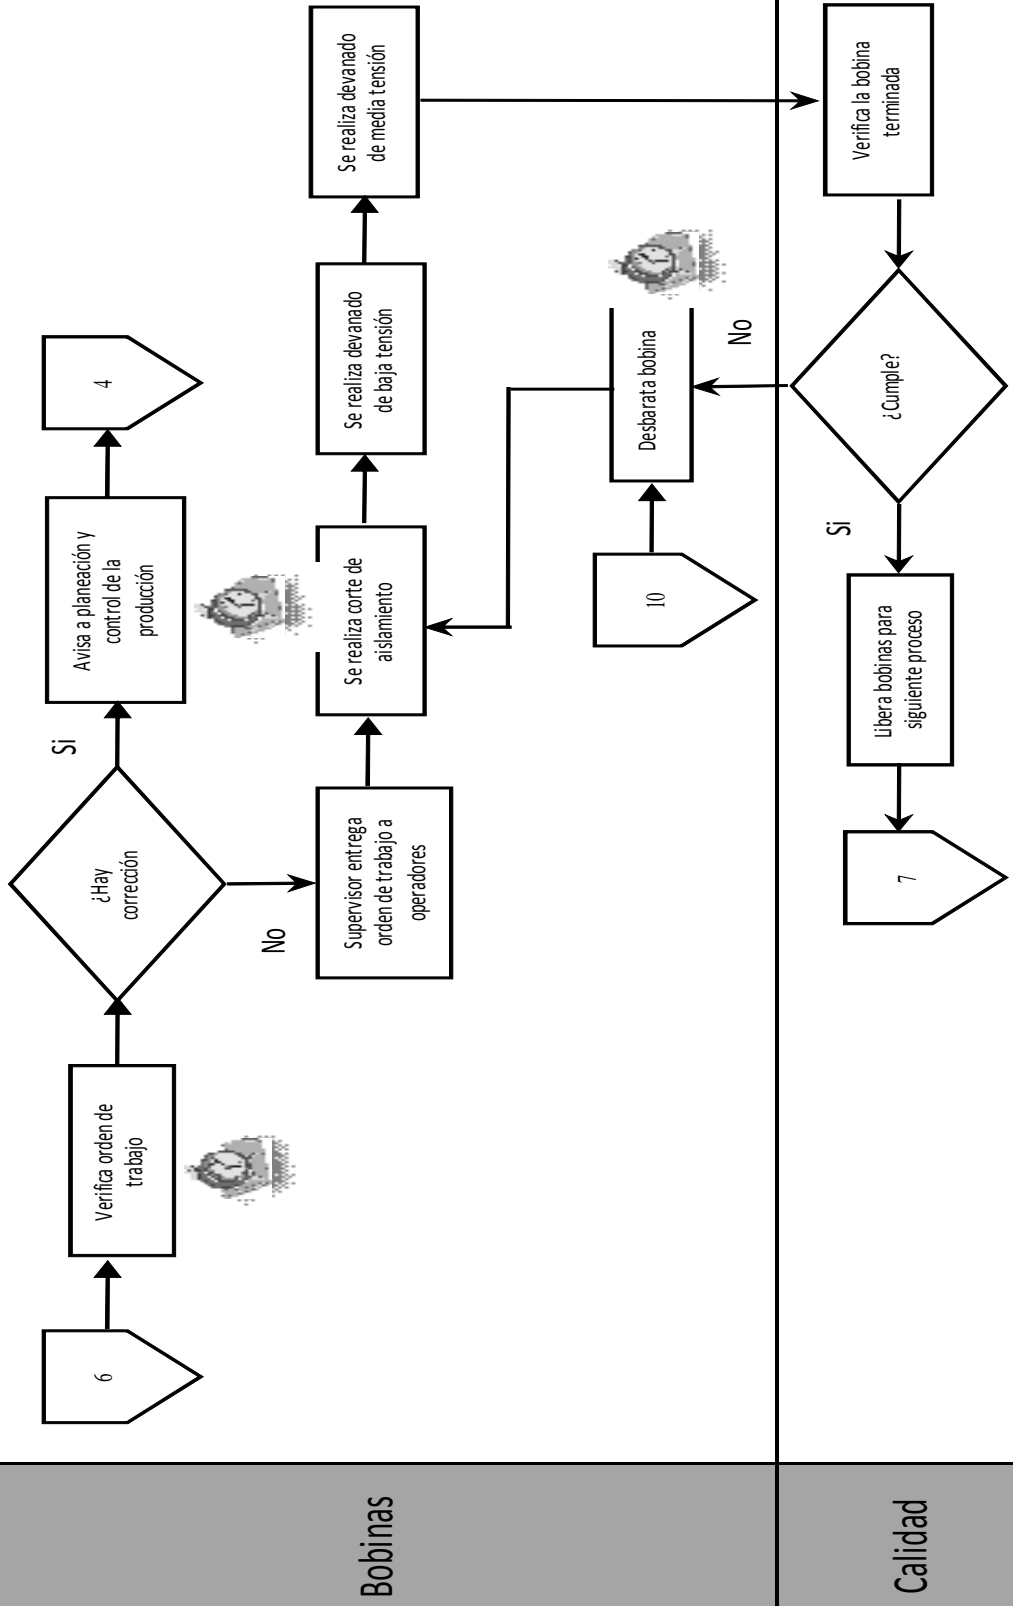 Bobinas
6
Verifica orden de
trabajo
¿Hay
corrección
Si
Avisa a planeación y
control de la
producción
4
No
Supervisor entrega
orden de trabajo a
operadores
Se realiza corte de
aislamiento
Se realiza devanado
de baja tensión
Se realiza devanado
de media tensión
10
Desbarata bobina
No
Calidad
Verifica la bobina
terminada
¿Cumple?
Si
Libera bobinas para
siguiente proceso
7